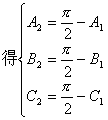 得{A₂ = π/2 − A₁
B₂ = π/2 − B₁
C₂ = π/2 − C₁